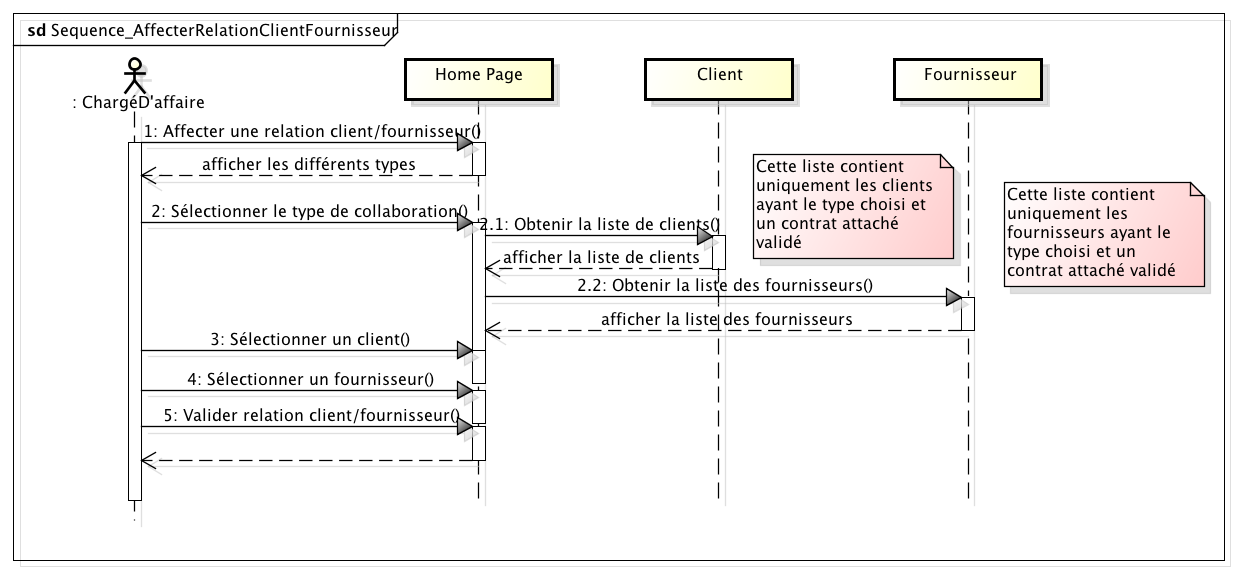 sd Sequence_AffecterRelationClientFournisseur
: ChargéD'affaire
Home Page
Client
Fournisseur
1: Affecter une relation client/fournisseur()
afficher les différents types
Cette liste contient
uniquement les clients
ayant le type choisi et
un contrat attaché
validé
Cette liste contient
uniquement les
fournisseurs ayant le
type choisi et un
contrat attaché validé
2: Sélectionner le type de collaboration()
2.1: Obtenir la liste de clients()
afficher la liste de clients
2.2: Obtenir la liste des fournisseurs()
afficher la liste des fournisseurs
3: Sélectionner un client()
4: Sélectionner un fournisseur()
5: Valider relation client/fournisseur()